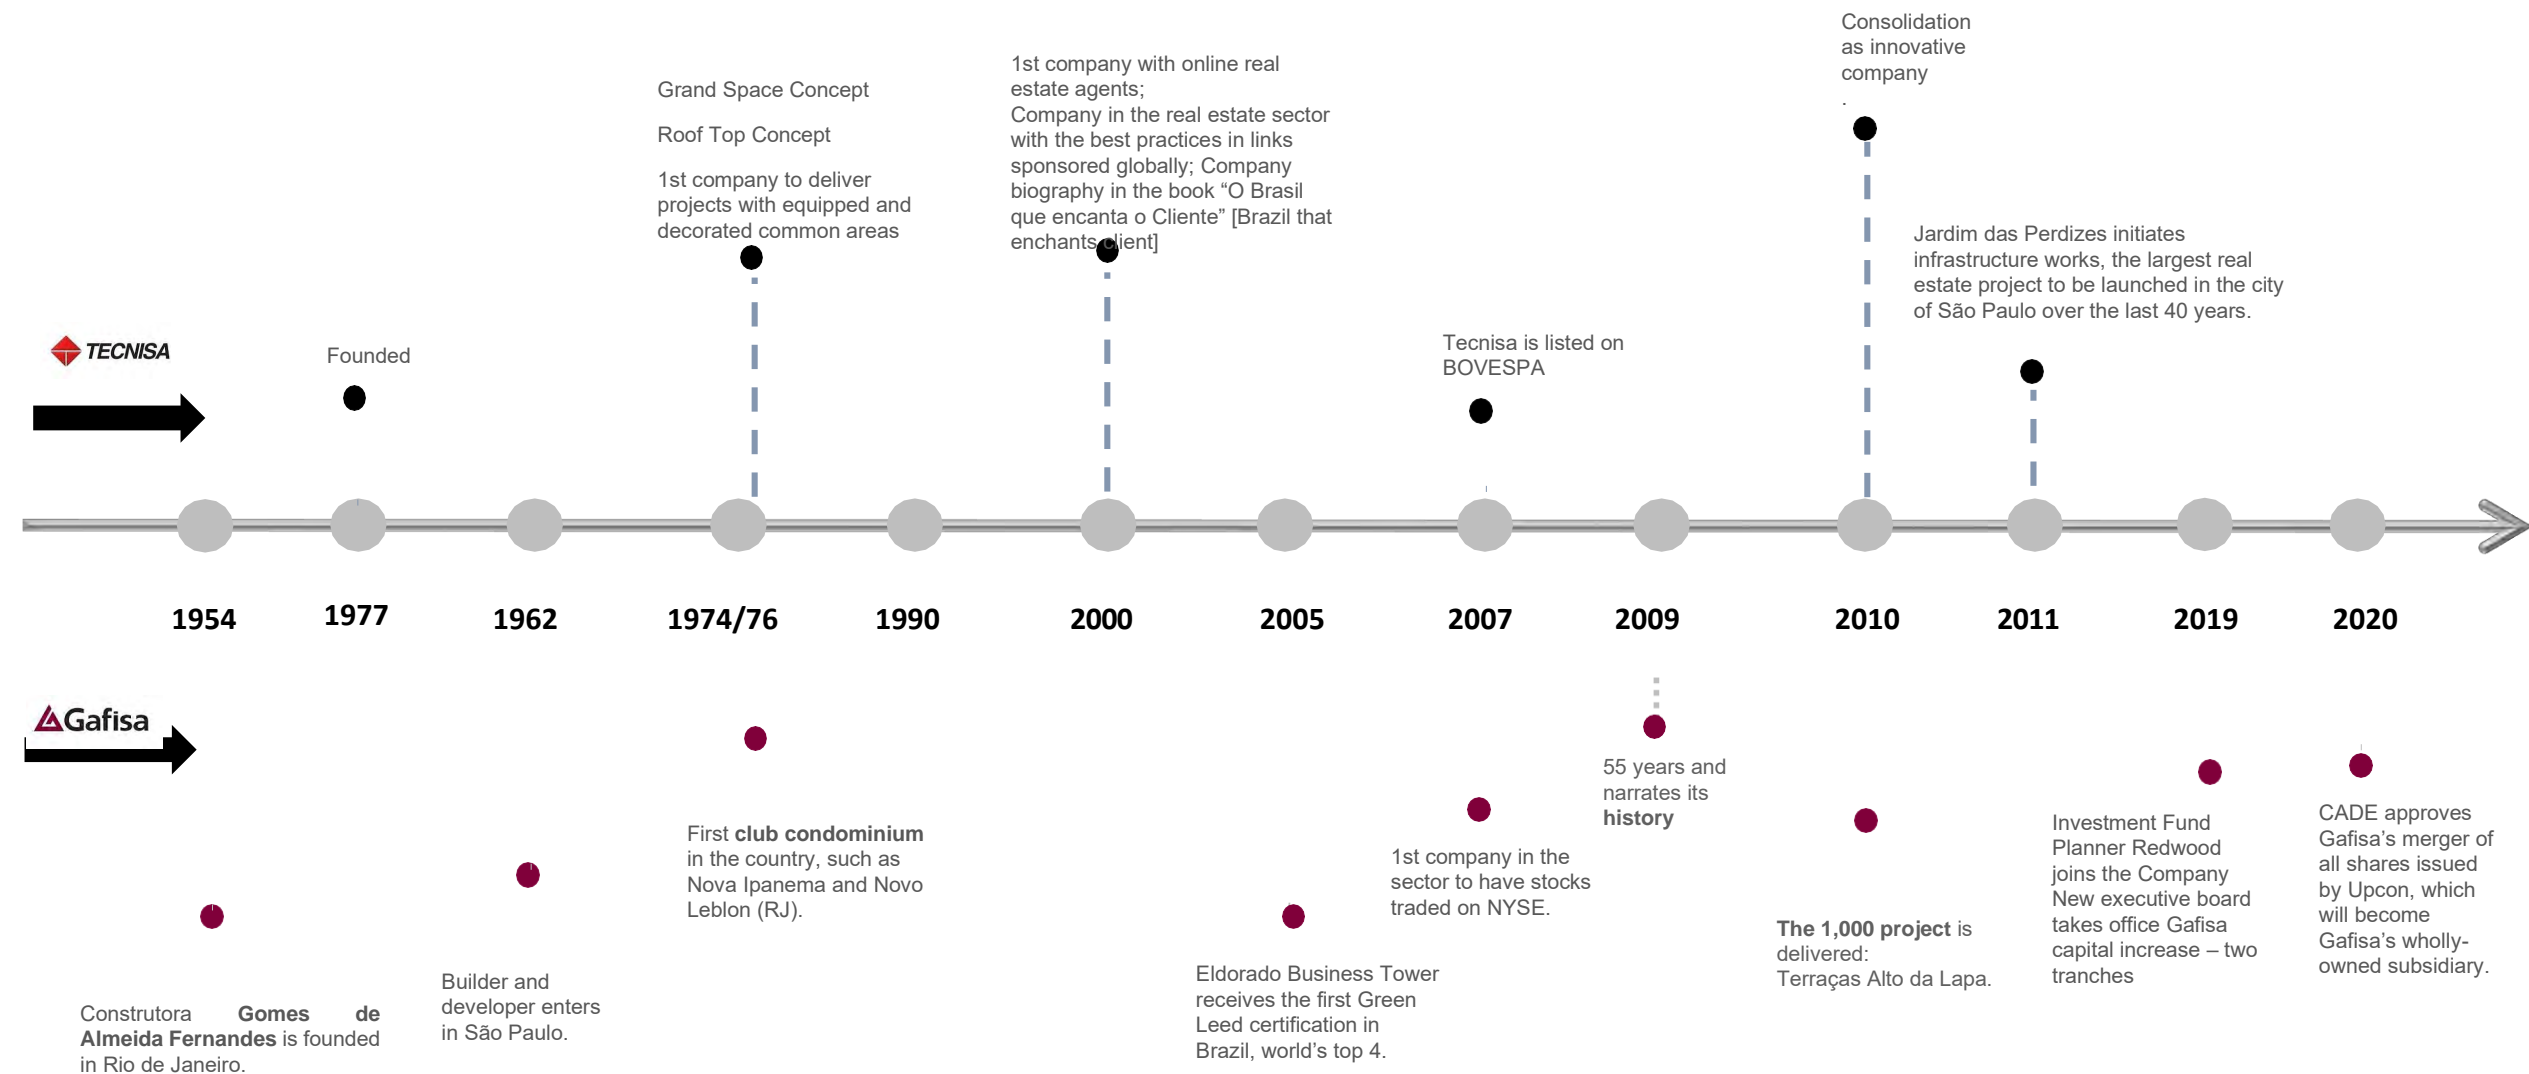 Consolidation
as innovative
company
.
1st company with online real
estate agents;
Company in the real estate sector
with the best practices in links
sponsored globally; Company
biography in the book “O Brasil
que encanta o Cliente” [Brazil that
enchants client]
Grand Space Concept
Roof Top Concept
1st company to deliver
projects with equipped and
decorated common areas
Jardim das Perdizes initiates
infrastructure works, the largest real
estate project to be launched in the city
of São Paulo over the last 40 years.
TECNISA
Founded
Tecnisa is listed on
BOVESPA
1954
1977
1962
1974/76
1990
2000
2005
2007
2009
2010
2011
2019
2020
Gafisa
Construtora Gomes de
Almeida Fernandes is founded
in Rio de Janeiro.
Builder and
developer enters
in São Paulo.
First club condominium
in the country, such as
Nova Ipanema and Novo
Leblon (RJ).
Eldorado Business Tower
receives the first Green
Leed certification in
Brazil, world’s top 4.
1st company in the
sector to have stocks
traded on NYSE.
55 years and
narrates its
history
The 1,000 project is
delivered:
Terraças Alto da Lapa.
Investment Fund
Planner Redwood
joins the Company
New executive board
takes office Gafisa
capital increase – two
tranches
CADE approves
Gafisa’s merger of
all shares issued
by Upcon, which
will become
Gafisa’s wholly-
owned subsidiary.